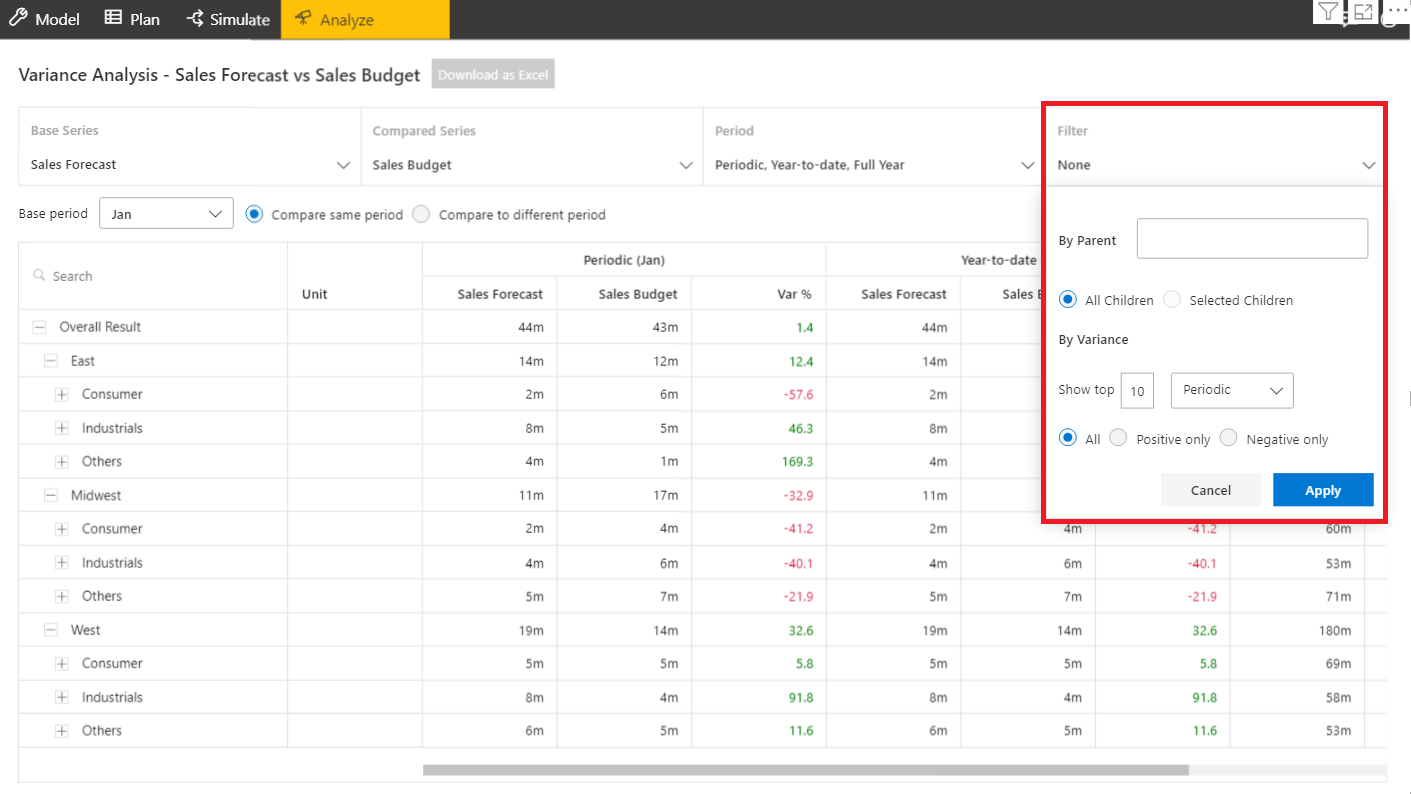 Model Plan Simulate Analyze
Variance Analysis - Sales Forecast vs Sales Budget Download as Excel
Base Series Compared Series Period Filter
Sales Forecast Sales Budget Periodic, Year-to-date, Full Year None
Base period Jan Compare same period Compare to different period
By Parent
Search Periodic (Jan) Year-to-date
Unit Sales Forecast Sales Budget Var % Sales Forecast
All Children Selected Children
Overall Result 44m 43m 1.4 44m
By Variance
East 14m 12m 12.4 14m
Consumer 2m 6m -57.6 2m
Show top 10 Periodic
Industrials 8m 5m 46.3 8m
All Positive only Negative only
Others 4m 1m 169.3 4m
Midwest 11m 17m -32.9 11m
Cancel Apply
Consumer 2m 4m -41.2 2m 4m -41.2 60m
Industrials 4m 6m -40.1 4m 6m -40.1 53m
Others 5m 7m -21.9 5m 7m -21.9 71m
West 19m 14m 32.6 19m 14m 32.6 180m
Consumer 5m 5m 5.8 5m 5m 5.8 69m
Industrials 8m 4m 91.8 8m 4m 91.8 58m
Others 6m 5m 11.6 6m 5m 11.6 53m